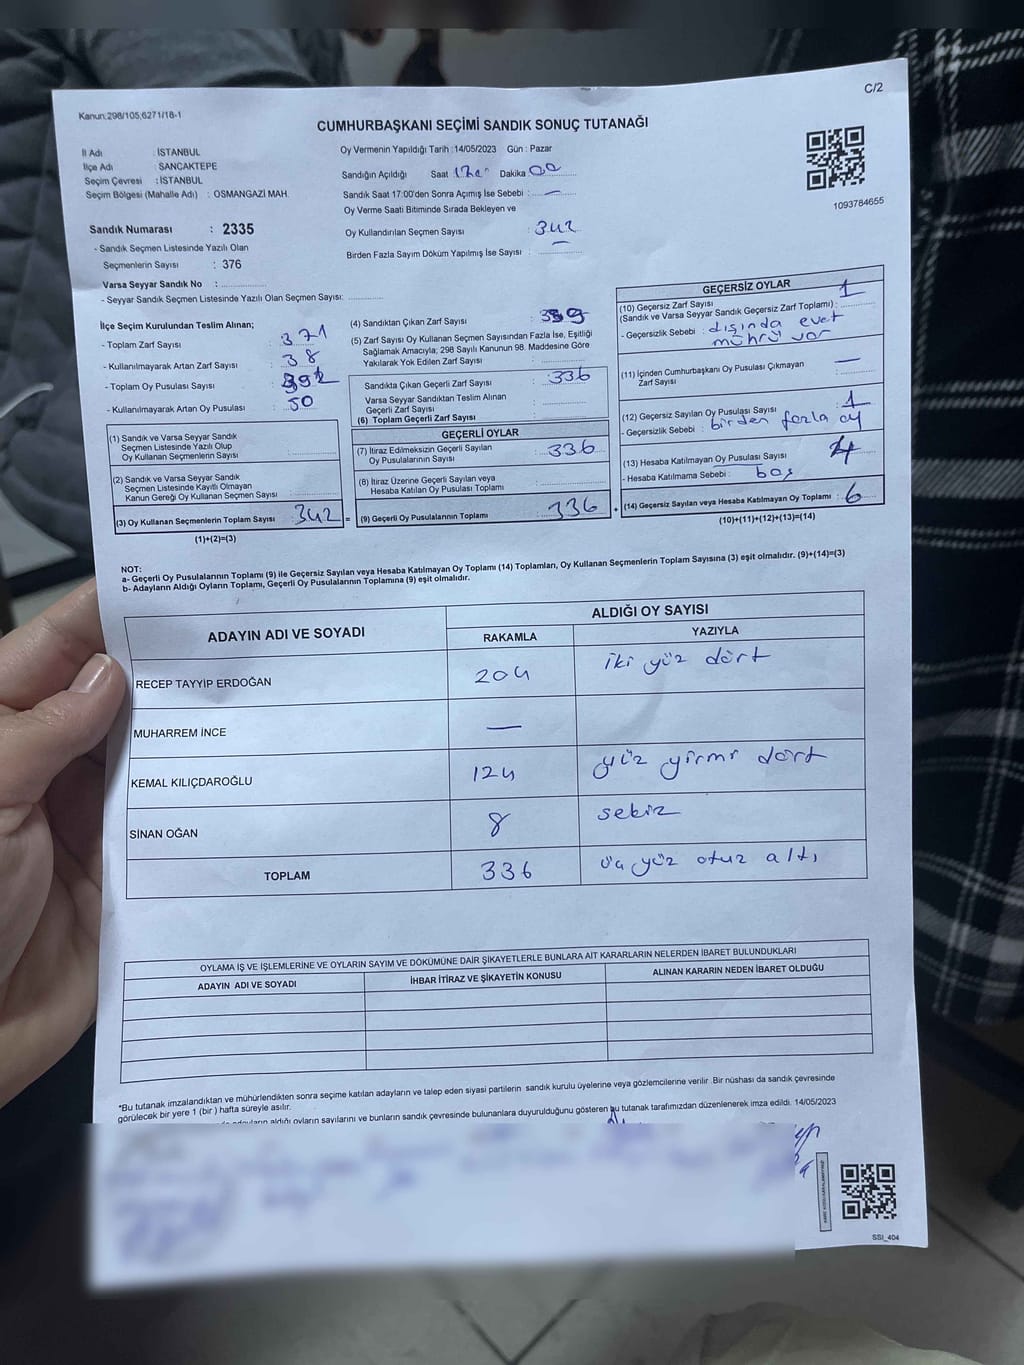 Kanun:298/105;6271/18-1
C/2
CUMHURBAŞKANI SEÇİMİ SANDIK SONUÇ TUTANAĞI
İl Adı : İSTANBUL
İlçe Adı : SANCAKTEPE
Seçim Çevresi : İSTANBUL
Seçim Bölgesi (Mahalle Adı) : OSMANGAZİ MAH.
Oy Vermenin Yapıldığı Tarih :14/05/2023 Gün : Pazar
Sandığın Açıldığı Saat Dakika 00
Sandık Saat 17:00'den Sonra Açımış İse Sebebi : —
Oy Verme Saati Bitiminde Sırada Bekleyen ve
Oy Kullandırılan Seçmen Sayısı : 342
Birden Fazla Sayım Döküm Yapılmış İse Sayısı : —
1093784655
Sandık Numarası : 2335
- Sandık Seçmen Listesinde Yazılı Olan
Seçmenlerin Sayısı : 376
Varsa Seyyar Sandık No :
- Seyyar Sandık Seçmen Listesinde Yazılı Olan Seçmen Sayısı:
İlçe Seçim Kurulundan Teslim Alınan;
- Toplam Zarf Sayısı : 371
- Kullanılmayarak Artan Zarf Sayısı : 38
- Toplam Oy Pusulası Sayısı :
- Kullanılmayarak Artan Oy Pusulası : 50
(1) Sandık ve Varsa Seyyar Sandık
Seçmen Listesinde Yazılı Olup
Oy Kullanan Seçmenlerin Sayısı
(2) Sandık ve Varsa Seyyar Sandık
Seçmen Listesinde Kayıtlı Olmayan
Kanun Gereği Oy Kullanan Seçmen Sayısı
(3) Oy Kullanan Seçmenlerin Toplam Sayısı : 342 =
(1)+(2)=(3)
(4) Sandıktan Çıkan Zarf Sayısı :
(5) Zarf Sayısı Oy Kullanan Seçmen Sayısından Fazla İse, Eşitliği
Sağlamak Amacıyla; 298 Sayılı Kanunun 98. Maddesine Göre
Yakılarak Yok Edilen Zarf Sayısı :
Sandıkta Çıkan Geçerli Zarf Sayısı : 336
Varsa Seyyar Sandıktan Teslim Alınan
Geçerli Zarf Sayısı
(6) Toplam Geçerli Zarf Sayısı :
GEÇERLİ OYLAR
(7) İtiraz Edilmeksizin Geçerli Sayılan
Oy Pusulalarının Sayısı : 336
(8) İtiraz Üzerine Geçerli Sayılan veya
Hesaba Katılan Oy Pusulası Toplamı
(9) Geçerli Oy Pusulalarının Toplamı : 336 +
GEÇERSİZ OYLAR
(10) Geçersiz Zarf Sayısı 1
(Sandık ve Varsa Seyyar Sandık Geçersiz Zarf Toplamı) :
- Geçersizlik Sebebi : dışında evet
mührü var
(11) İçinden Cumhurbaşkanı Oy Pusulası Çıkmayan
Zarf Sayısı : —
(12) Geçersiz Sayılan Oy Pusulası Sayısı : 1
- Geçersizlik Sebebi : birden fazla oy
(13) Hesaba Katılmayan Oy Pusulası Sayısı 4
- Hesaba Katılmama Sebebi : boş
(14) Geçersiz Sayılan veya Hesaba Katılmayan Oy Toplamı : 6
(10)+(11)+(12)+(13)=(14)
NOT:
a- Geçerli Oy Pusulalarının Toplamı (9) ile Geçersiz Sayılan veya Hesaba Katılmayan Oy Toplamı (14) Toplamları, Oy Kullanan Seçmenlerin Toplam Sayısına (3) eşit olmalıdır. (9)+(14)=(3)
b- Adayların Aldığı Oyların Toplamı, Geçerli Oy Pusulalarının Toplamına (9) eşit olmalıdır.
ADAYIN ADI VE SOYADI
ALDIĞI OY SAYISI
RAKAMLA YAZIYLA
RECEP TAYYİP ERDOĞAN 204 iki yüz dört
MUHARREM İNCE —
KEMAL KILIÇDAROĞLU 124 yüz yirmi dört
SİNAN OĞAN 8 sekiz
TOPLAM 336 üç yüz otuz altı
OYLAMA İŞ VE İŞLEMLERİNE VE OYLARIN SAYIM VE DÖKÜMÜNE DAİR ŞİKAYETLERLE BUNLARA AİT KARARLARIN NELERDEN İBARET BULUNDUKLARI
ADAYIN ADI VE SOYADI İHBAR İTİRAZ VE ŞİKAYETİN KONUSU ALINAN KARARIN NEDEN İBARET OLDUĞU
*Bu tutanak imzalandıktan ve mühürlendikten sonra seçime katılan adayların ve talep eden siyasi partilerin sandık kurulu üyelerine veya gözlemcilerine verilir. Bir nüshası da sandık çevresinde
görülecek bir yere 1 (bir) hafta süreyle asılır.
aldığı oyların sayılarını ve bunların sandık çevresinde bulunanlara duyurulduğunu gösteren bu tutanak tarafımızdan düzenlenerek imza edildi. 14/05/2023
SSI_404